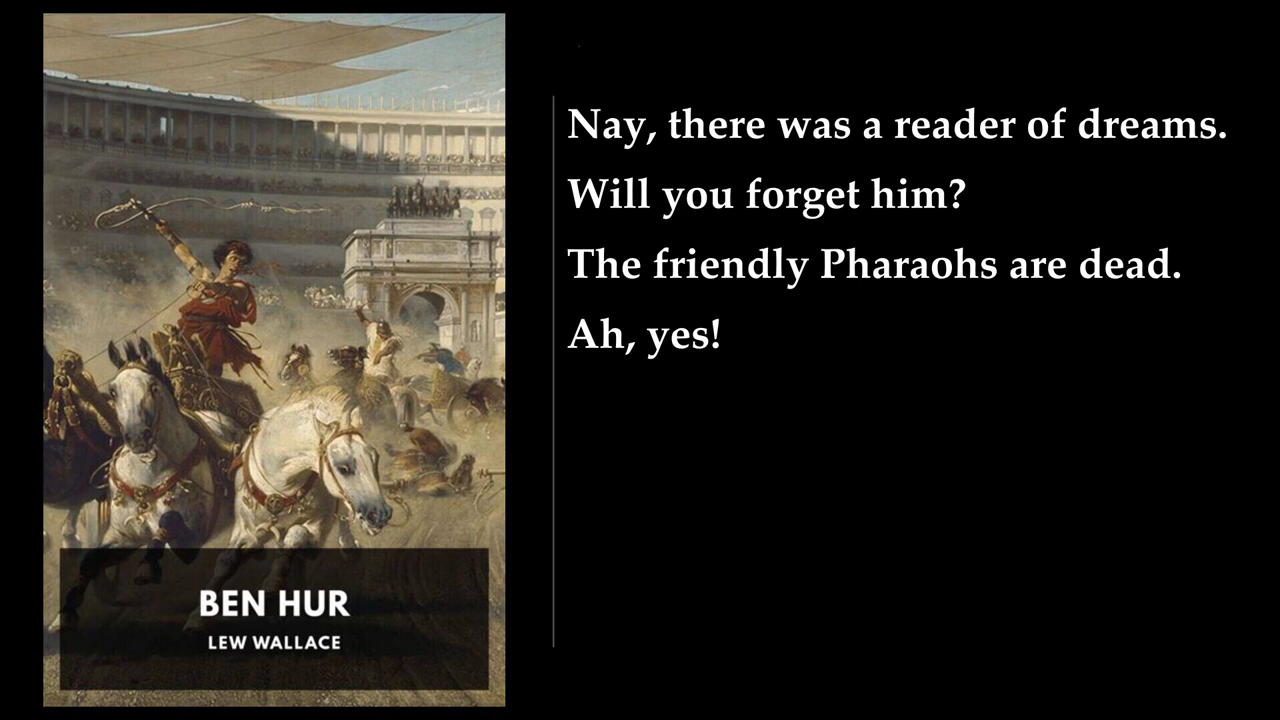 BEN HUR
LEW WALLACE
Nay, there was a reader of dreams.
Will you forget him?
The friendly Pharaohs are dead.
Ah, yes!